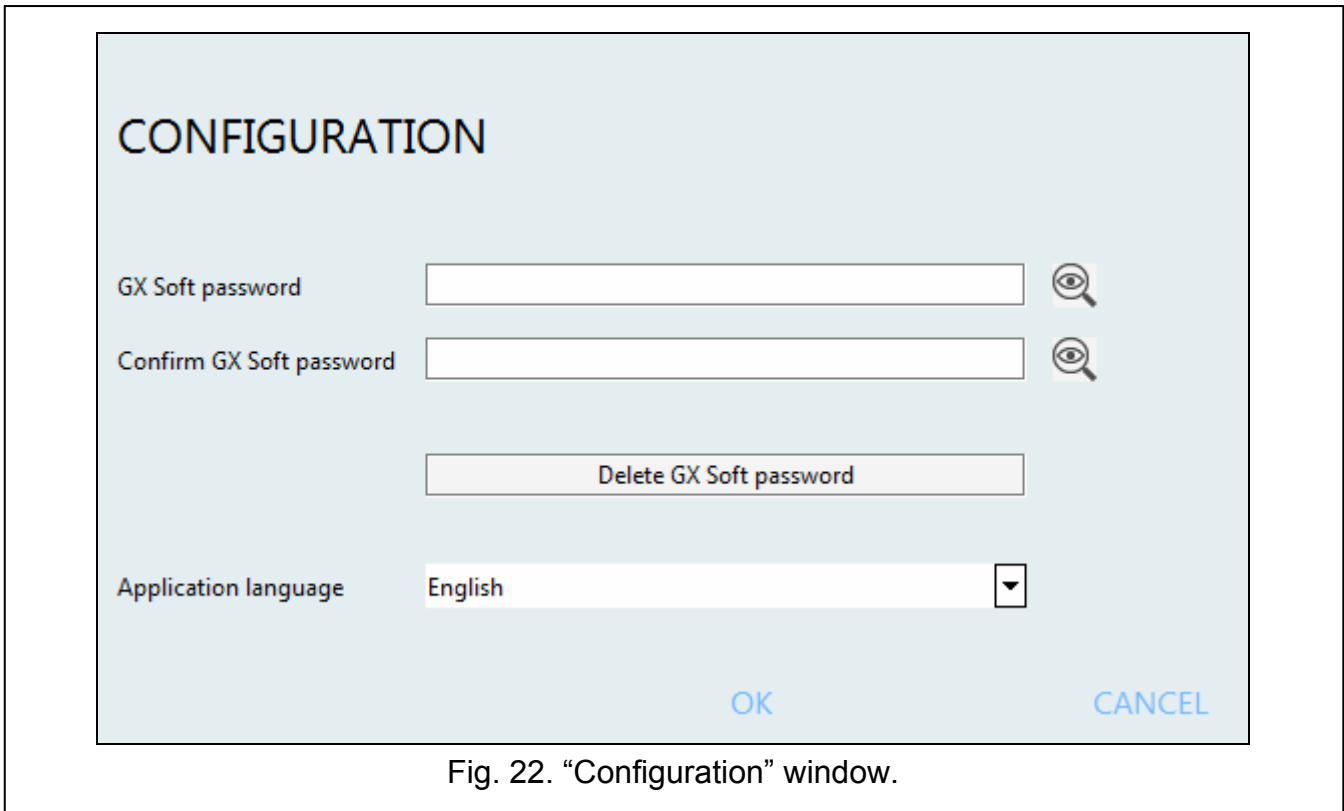 CONFIGURATION
GX Soft password
Confirm GX Soft password
Delete GX Soft password
Application language English
OK CANCEL
Fig. 22. “Configuration” window.